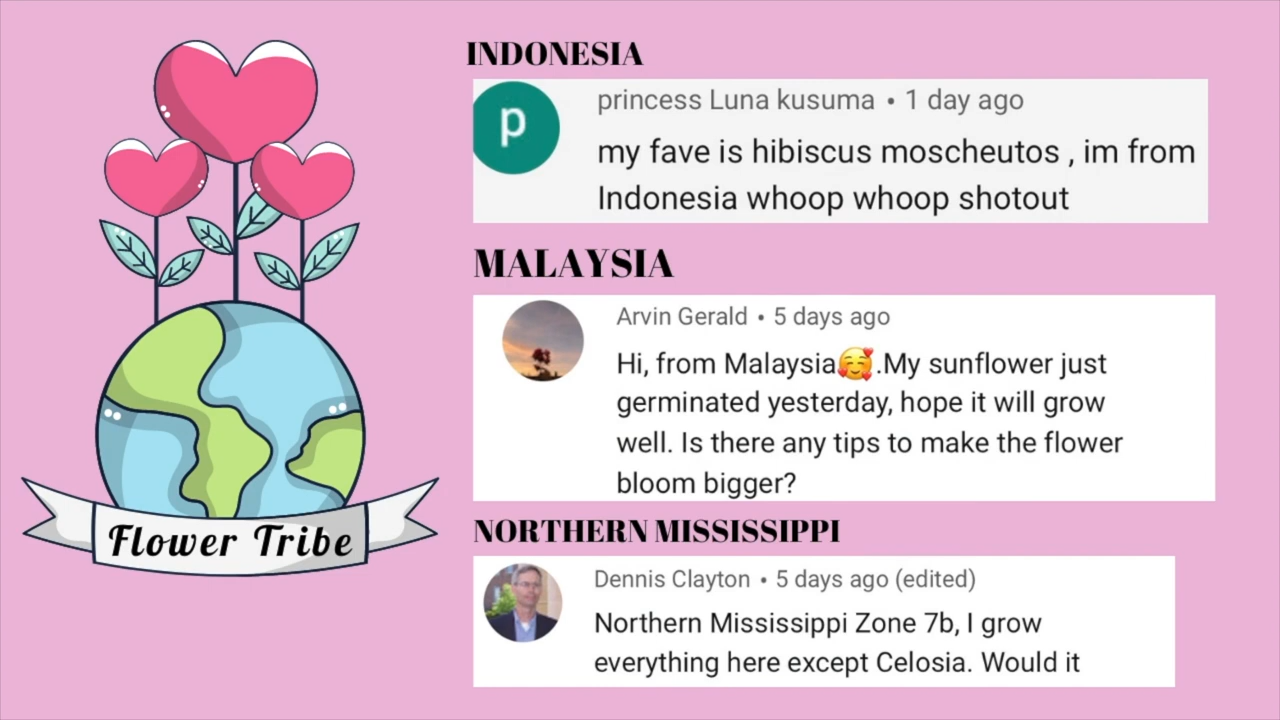 Flower Tribe
INDONESIA
p
princess Luna kusuma • 1 day ago
my fave is hibiscus moscheutos , im from
Indonesia whoop whoop shotout
MALAYSIA
Arvin Gerald • 5 days ago
Hi, from Malaysia🥰.My sunflower just
germinated yesterday, hope it will grow
well. Is there any tips to make the flower
bloom bigger?
NORTHERN MISSISSIPPI
Dennis Clayton • 5 days ago (edited)
Northern Mississippi Zone 7b, I grow
everything here except Celosia. Would it